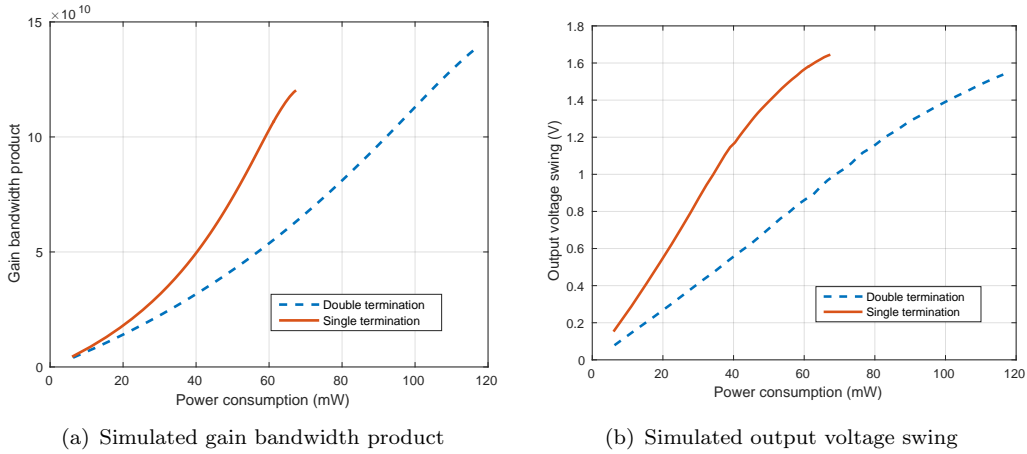 × 10^10
15
10
5
0
0 20 40 60 80 100 120
Gain bandwidth product
Power consumption (mW)
Double termination
Single termination
(a) Simulated gain bandwidth product
1.8
1.6
1.4
1.2
1
0.8
0.6
0.4
0.2
0
0 20 40 60 80 100 120
Output voltage swing (V)
Power consumption (mW)
Double termination
Single termination
(b) Simulated output voltage swing